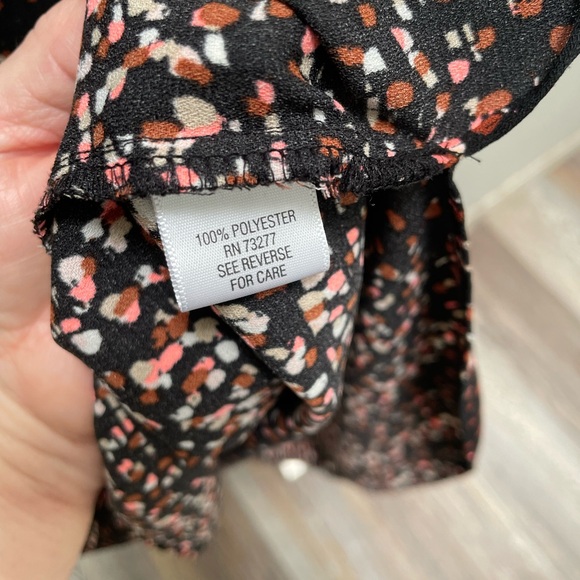 100% POLYESTER
RN 73277
SEE REVERSE
FOR CARE